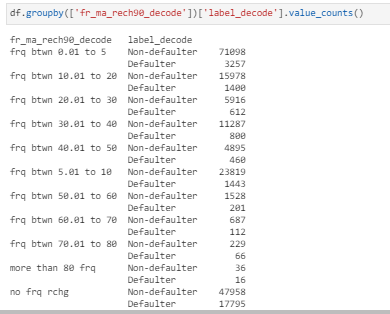 df.groupby(['fr_ma_rech90_decode'])['label_decode'].value_counts()
fr_ma_rech90_decode label_decode
frq btwn 0.01 to 5 Non-defaulter 71098
Defaulter 3257
frq btwn 10.01 to 20 Non-defaulter 15978
Defaulter 1400
frq btwn 20.01 to 30 Non-defaulter 5916
Defaulter 612
frq btwn 30.01 to 40 Non-defaulter 11287
Defaulter 800
frq btwn 40.01 to 50 Non-defaulter 4895
Defaulter 460
frq btwn 5.01 to 10 Non-defaulter 23819
Defaulter 1443
frq btwn 50.01 to 60 Non-defaulter 1528
Defaulter 201
frq btwn 60.01 to 70 Non-defaulter 687
Defaulter 112
frq btwn 70.01 to 80 Non-defaulter 229
Defaulter 66
more than 80 frq Non-defaulter 36
Defaulter 16
no frq rchg Non-defaulter 47958
Defaulter 17795